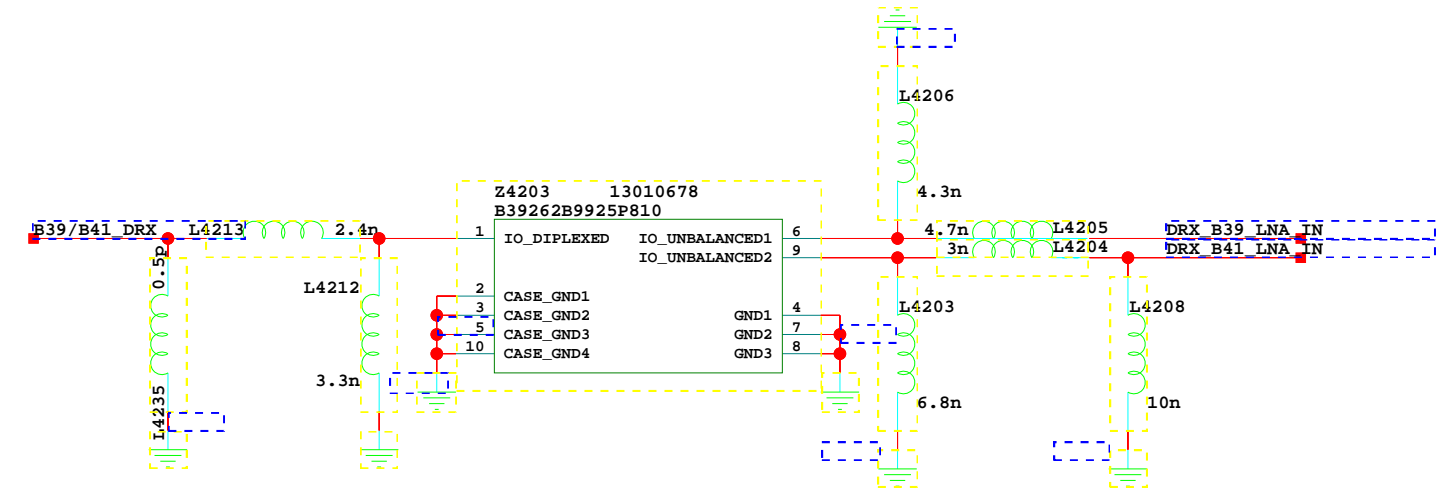 L4206
4.3n
Z4203 13010678
B39262B9925P810
B39/B41_DRX L4213 2.4n
1 IO_DIPLEXED IO_UNBALANCED1 6
IO_UNBALANCED2 9
4.7n L4205 DRX_B39_LNA_IN
3n L4204 DRX_B41_LNA_IN
0.5p
L4235
L4212
3.3n
2 CASE_GND1
3 CASE_GND2 GND1 4
5 CASE_GND3 GND2 7
10 CASE_GND4 GND3 8
L4203
6.8n
L4208
10n